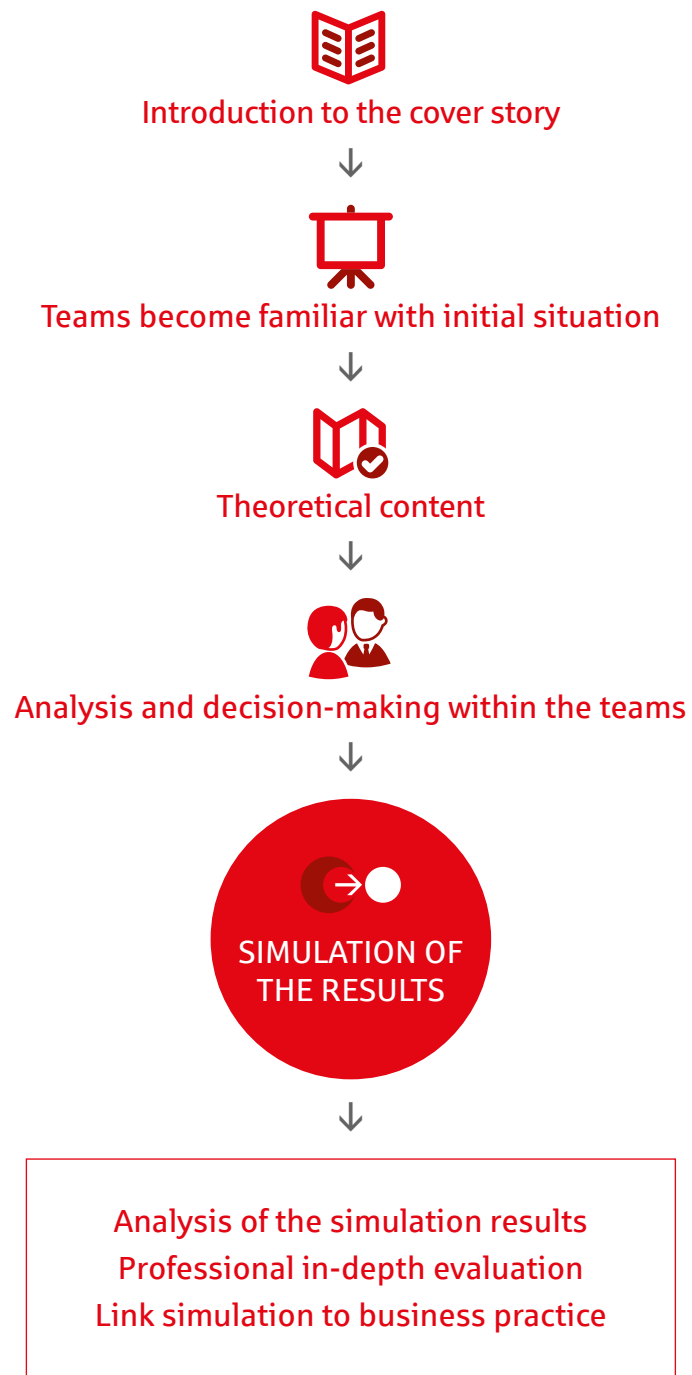 Introduction to the cover story
Teams become familiar with initial situation
Theoretical content
Analysis and decision-making within the teams
SIMULATION OF
THE RESULTS
Analysis of the simulation results
Professional in-depth evaluation
Link simulation to business practice